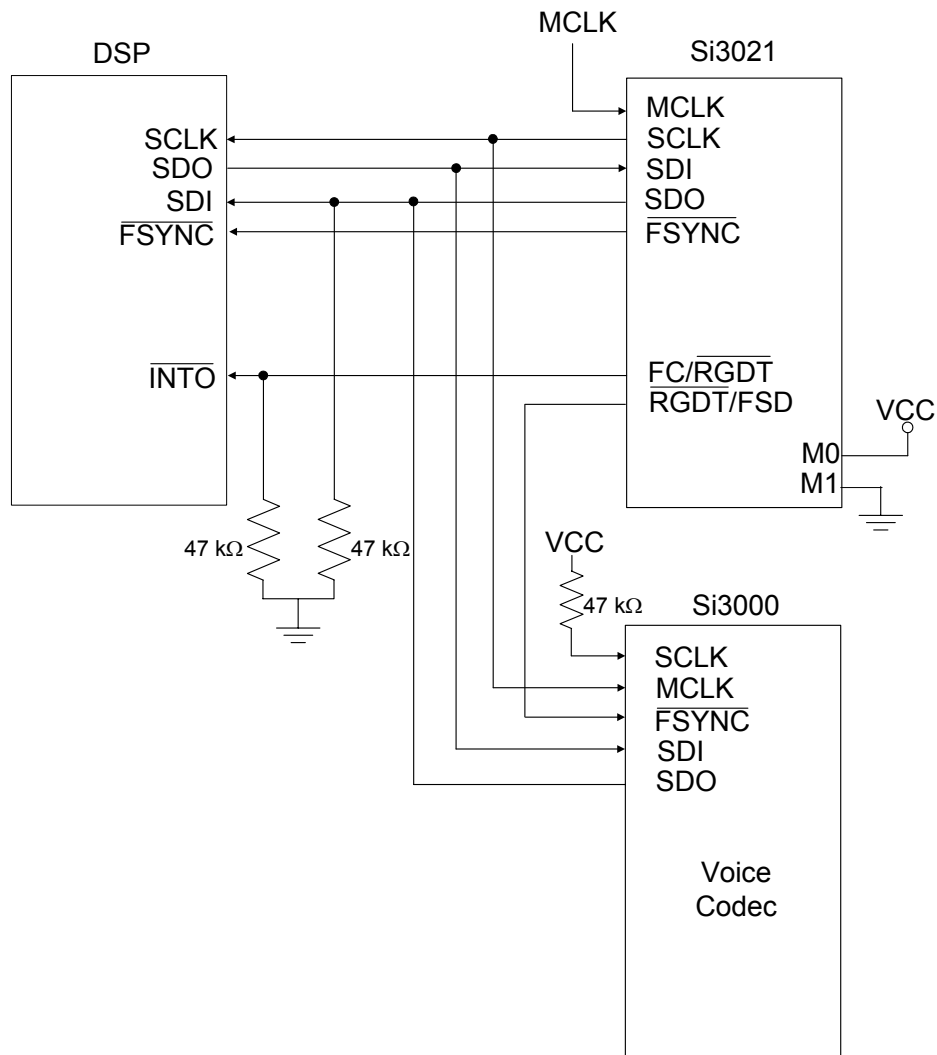 MCLK
DSP
Si3021
MCLK
SCLK
SCLK
SDO
SDI
SDI
SDO
FSYNC
FSYNC
INTO
FC/RGDT
RGDT/FSD
VCC
M0
M1
47 kΩ
47 kΩ
VCC
47 kΩ
Si3000
SCLK
MCLK
FSYNC
SDI
SDO
Voice
Codec